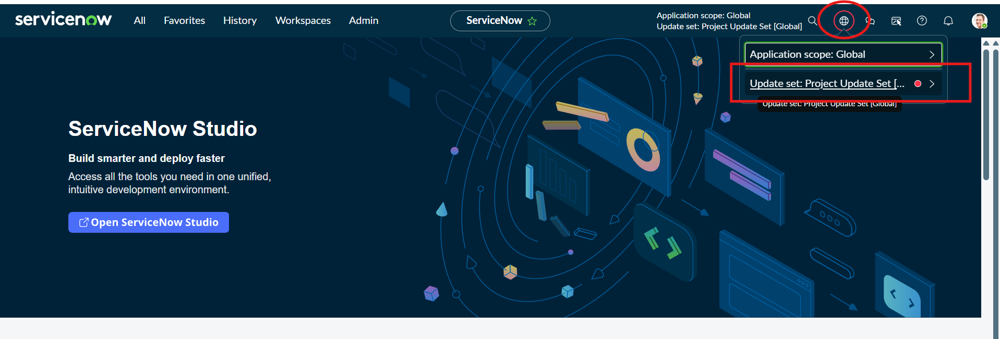 servicenow
All
Favorites
History
Workspaces
Admin
ServiceNow
Application scope: Global
Update set: Project Update Set [Global]
Application scope: Global
Update set: Project Update Set [...
Update set: Project Update Set [Global]
ServiceNow Studio
Build smarter and deploy faster
Access all the tools you need in one unified,
intuitive development environment.
Open ServiceNow Studio